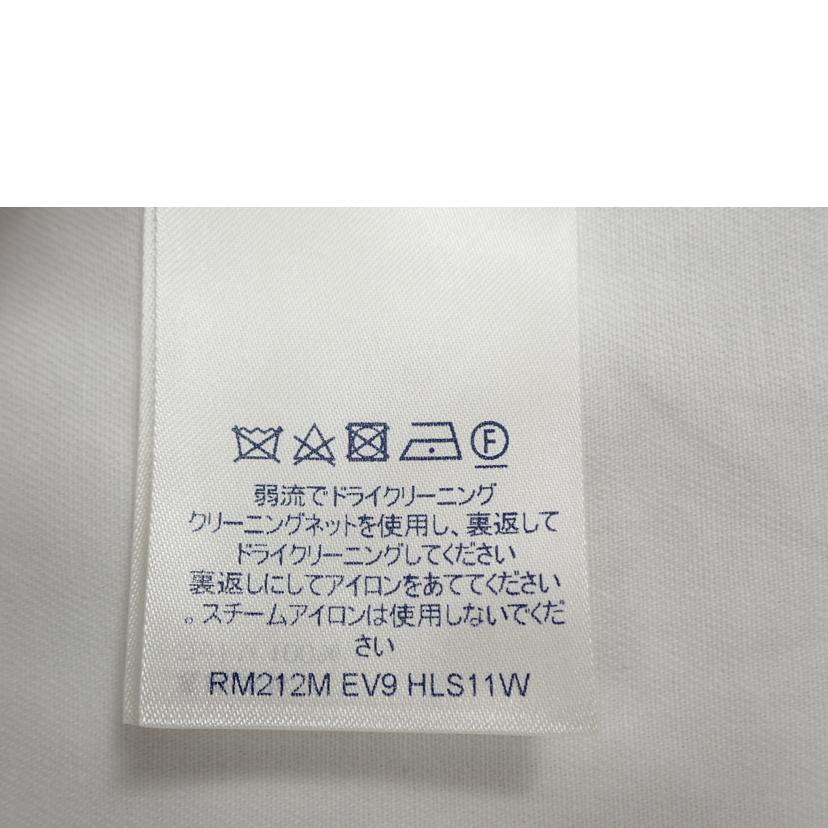 F
弱流でドライクリーニング
クリーニングネットを使用し、裏返して
ドライクリーニングしてください
裏返しにしてアイロンをあててください
。スチームアイロンは使用しないでくだ
さい
RM212M EV9 HLS11W